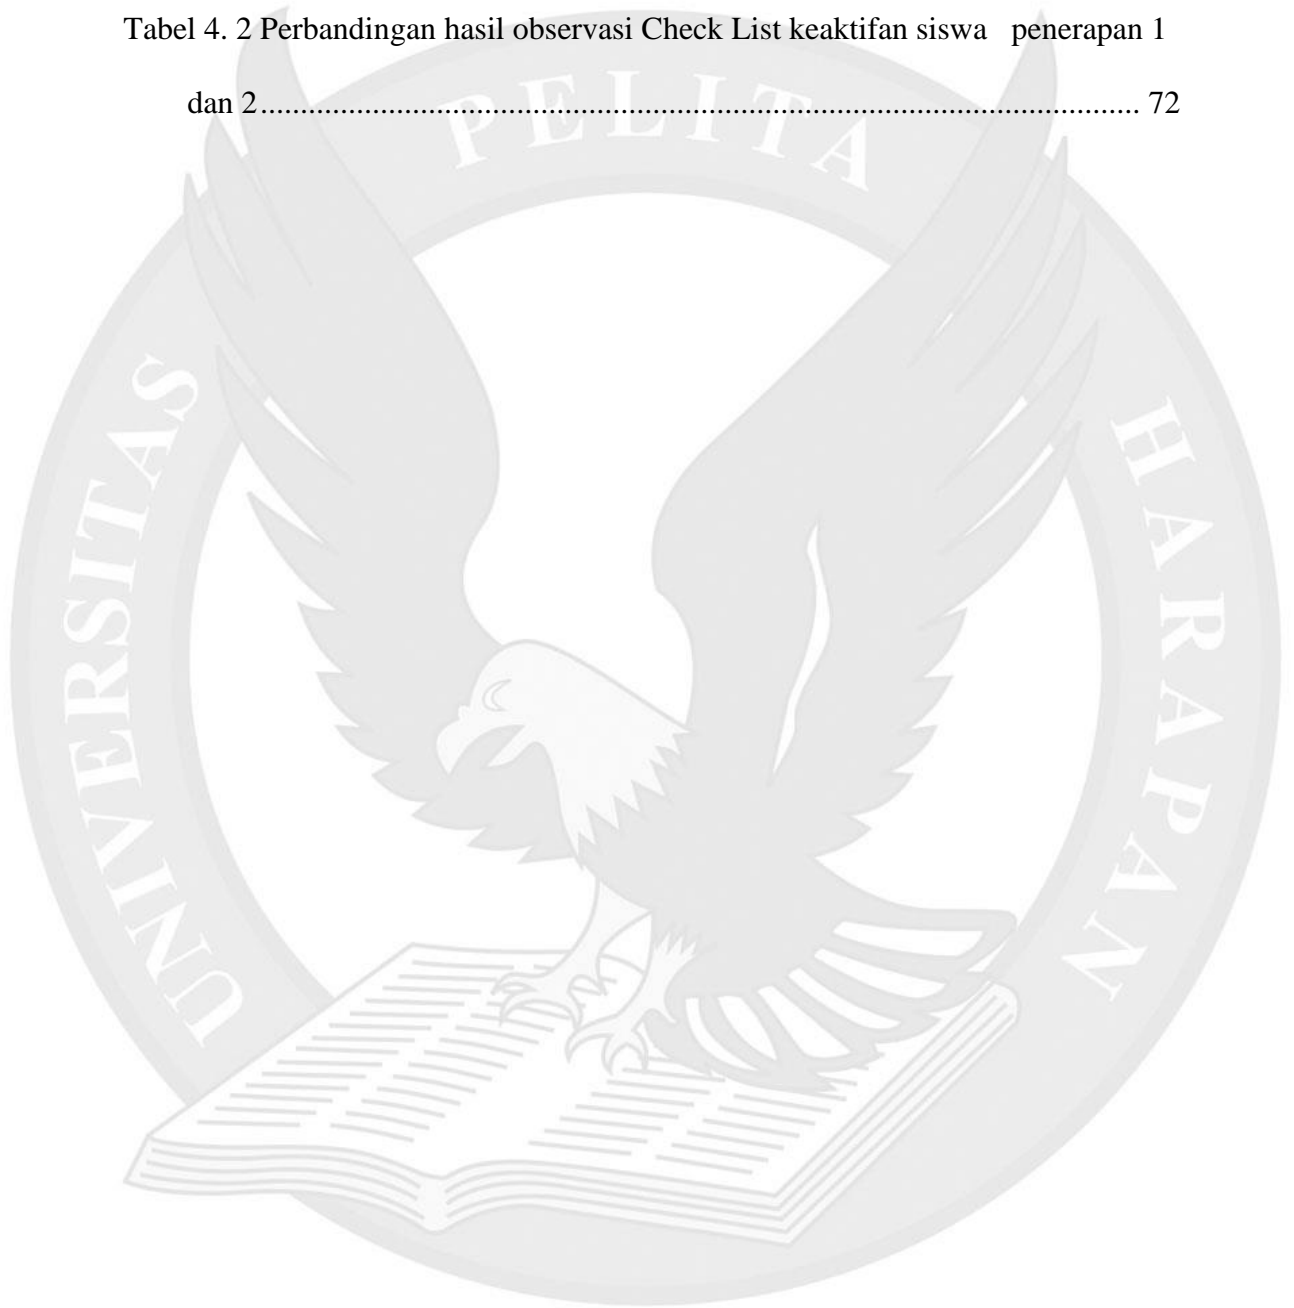 Tabel 4. 2 Perbandingan hasil observasi Check List keaktifan siswa   penerapan 1
dan 2.............................................................................................................. 72
UNIVERSITAS
PELITA
HARAPAN